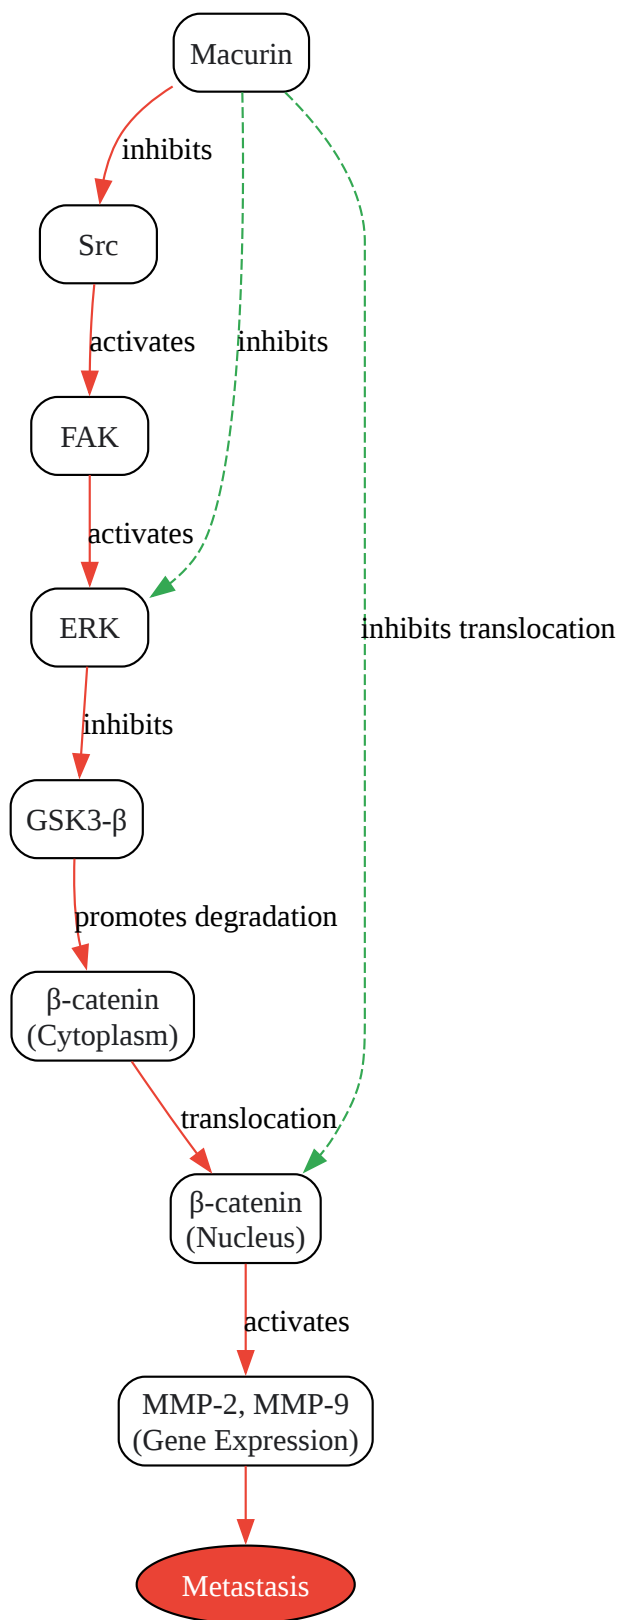 Macurin
inhibits
Src
activates
inhibits
FAK
activates
ERK
inhibits translocation
inhibits
GSK3-β
promotes degradation
β-catenin
(Cytoplasm)
translocation
β-catenin
(Nucleus)
activates
MMP-2, MMP-9
(Gene Expression)
Metastasis